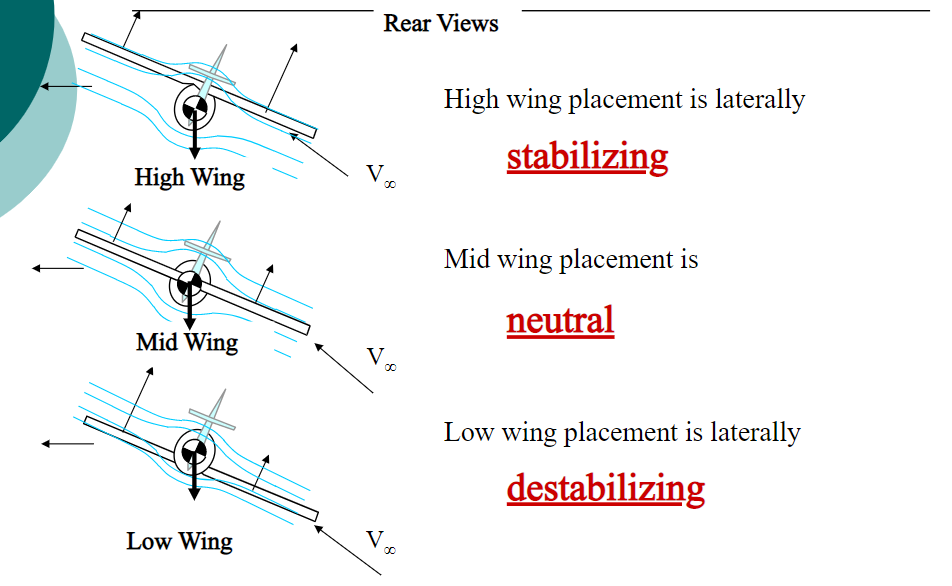 Rear Views
High wing placement is laterally
stabilizing
High Wing
V∞
Mid wing placement is
neutral
Mid Wing
V∞
Low wing placement is laterally
destabilizing
Low Wing
V∞